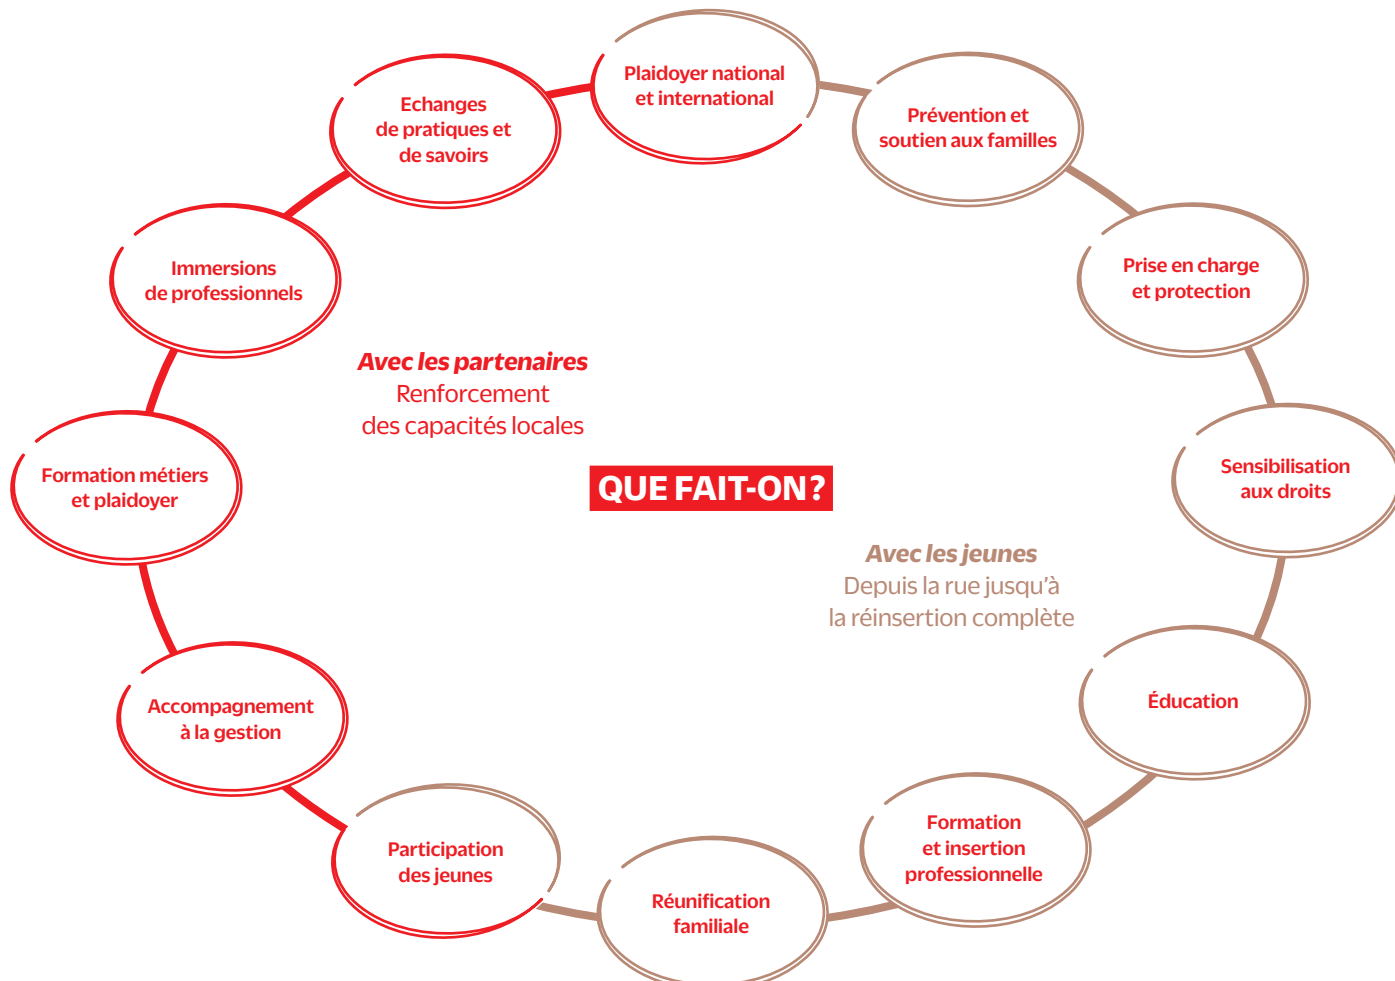 Plaidoyer national
et international
Prévention et
soutien aux familles
Prise en charge
et protection
Sensibilisation
aux droits
Éducation
Formation
et insertion
professionnelle
Réunification
familiale
Participation
des jeunes
Accompagnement
à la gestion
Formation métiers
et plaidoyer
Immersions
de professionnels
Echanges
de pratiques et
de savoirs
Avec les partenaires
Renforcement
des capacités locales
QUE FAIT-ON?
Avec les jeunes
Depuis la rue jusqu'à
la réinsertion complète